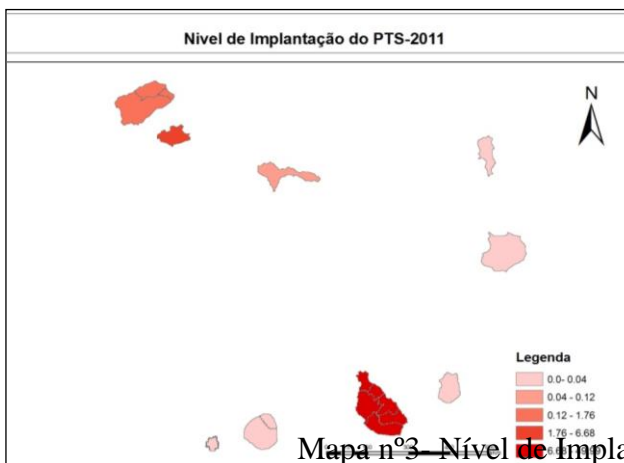 Nivel de Implantação do PTS-2011
N
Legenda
0.0- 0.04
0.04 - 0.12
0.12 - 1.76
1.76 - 6.68
Mapa nº3- Nível de Impla